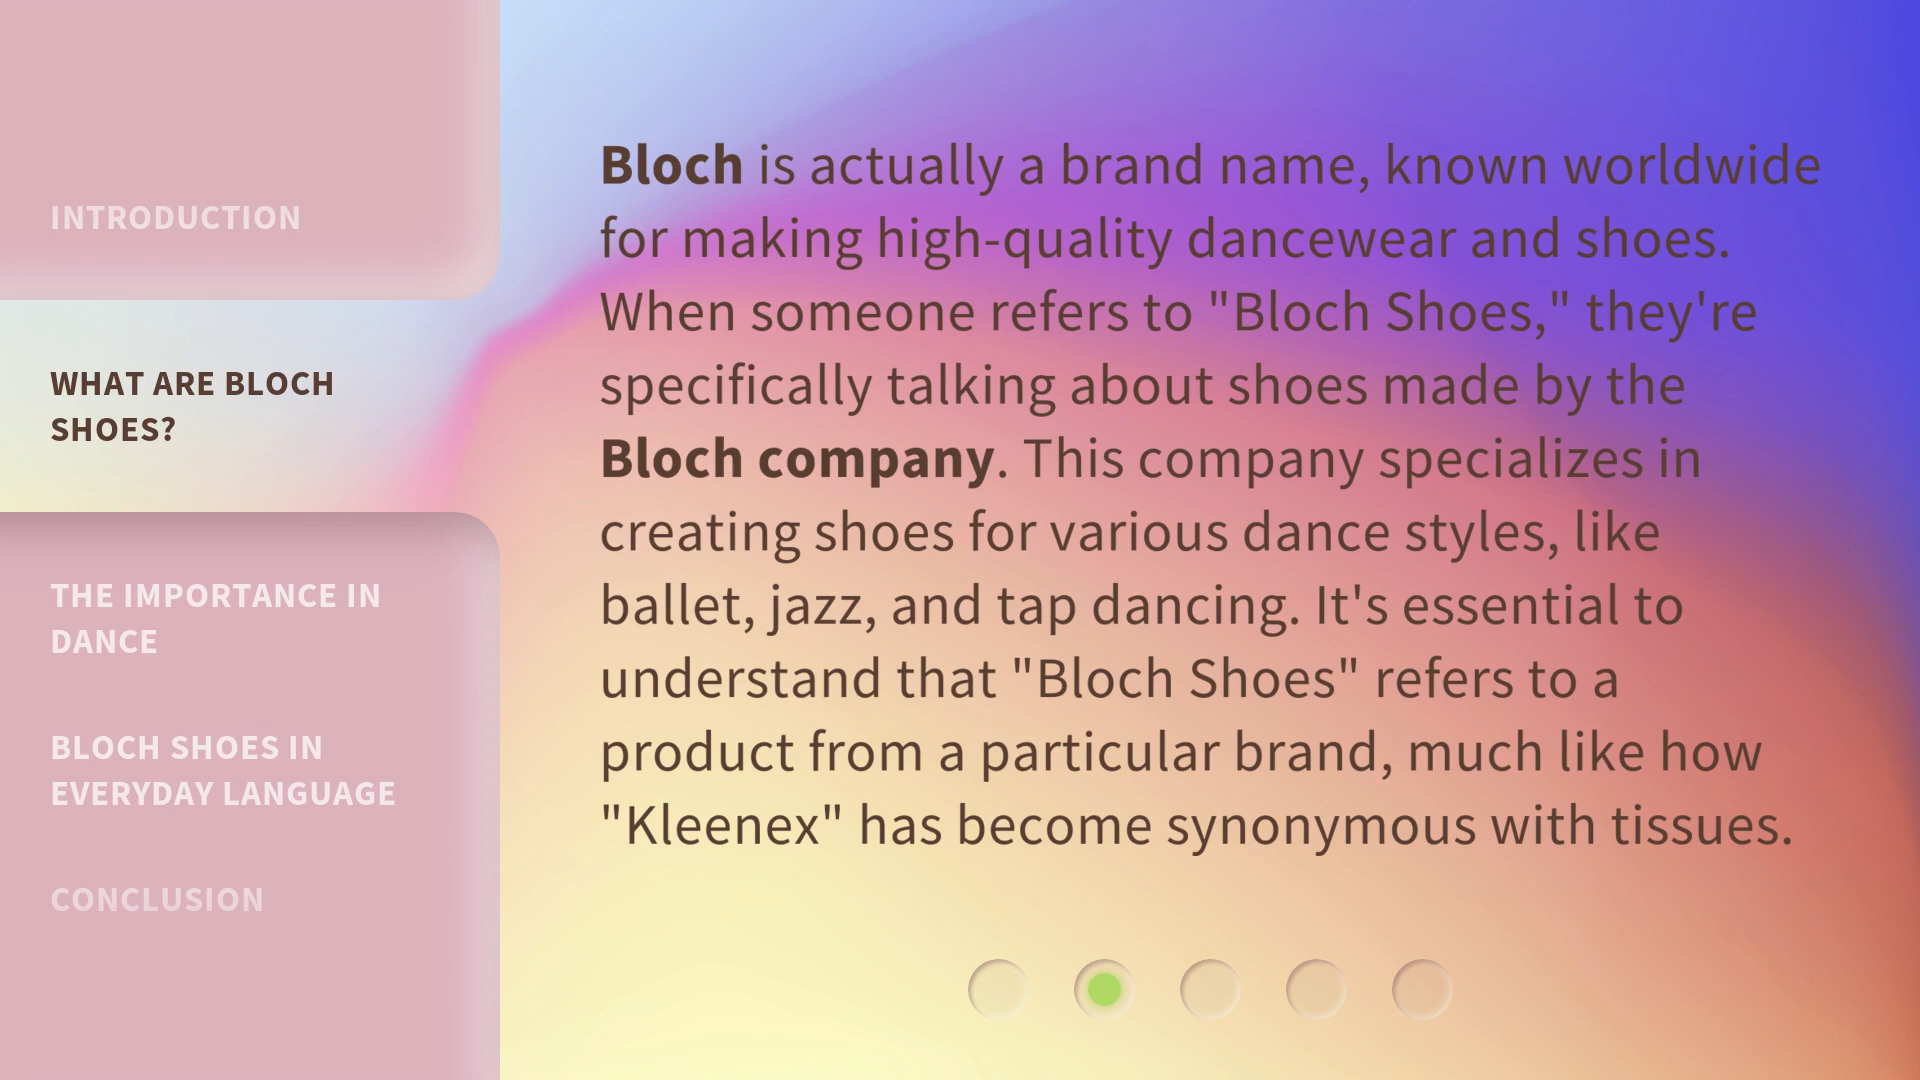 INTRODUCTION
WHAT ARE BLOCH
SHOES?
THE IMPORTANCE IN
DANCE
BLOCH SHOES IN
EVERYDAY LANGUAGE
CONCLUSION
Bloch is actually a brand name, known worldwide
for making high-quality dancewear and shoes.
When someone refers to "Bloch Shoes," they're
specifically talking about shoes made by the
Bloch company. This company specializes in
creating shoes for various dance styles, like
ballet, jazz, and tap dancing. It's essential to
understand that "Bloch Shoes" refers to a
product from a particular brand, much like how
"Kleenex" has become synonymous with tissues.